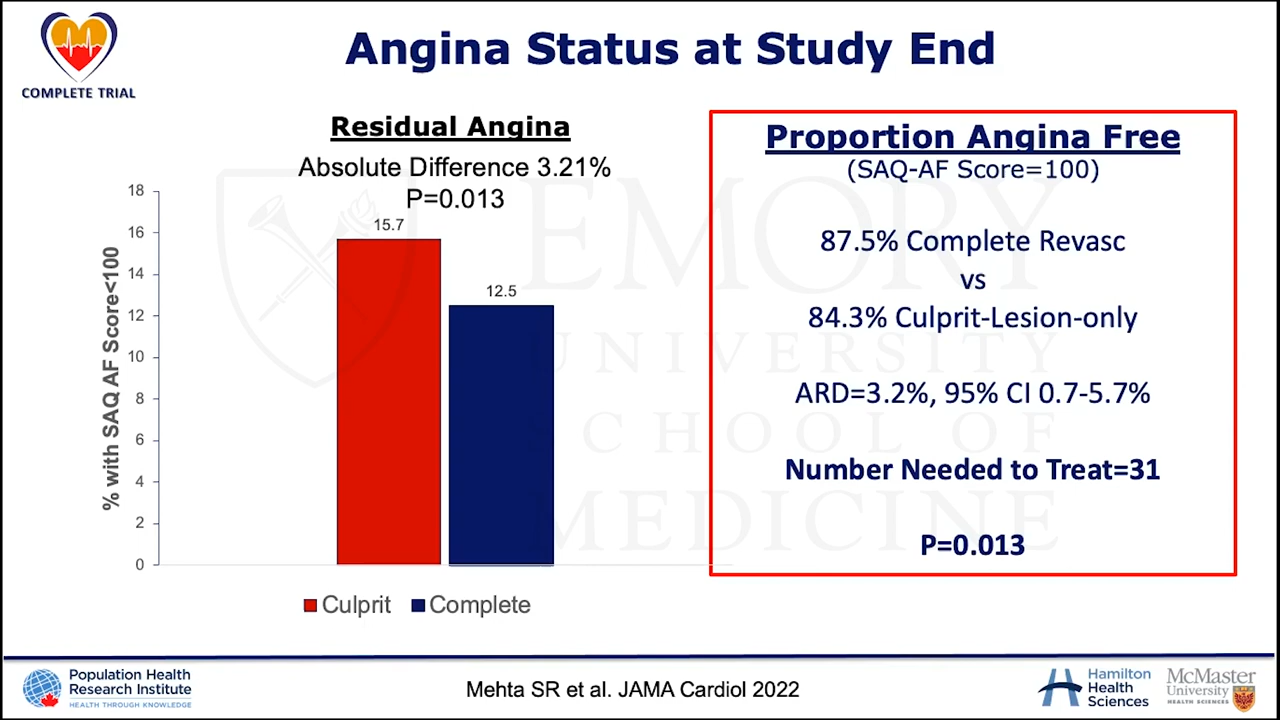 COMPLETE TRIAL
Angina Status at Study End
Residual Angina
Absolute Difference 3.21%
P=0.013
% with SAQ AF Score<100
18
16
14
12
10
8
6
4
2
0
15.7
12.5
Culprit
Complete
Proportion Angina Free
(SAQ-AF Score=100)
87.5% Complete Revasc
vs
84.3% Culprit-Lesion-only
ARD=3.2%, 95% CI 0.7-5.7%
Number Needed to Treat=31
P=0.013
EMORY
UNIVERSITY
SCHOOL OF
MEDICINE
Population Health
Research Institute
HEALTH THROUGH KNOWLEDGE
Mehta SR et al. JAMA Cardiol 2022
Hamilton
Health
Sciences
McMaster
University
HEALTH SCIENCES